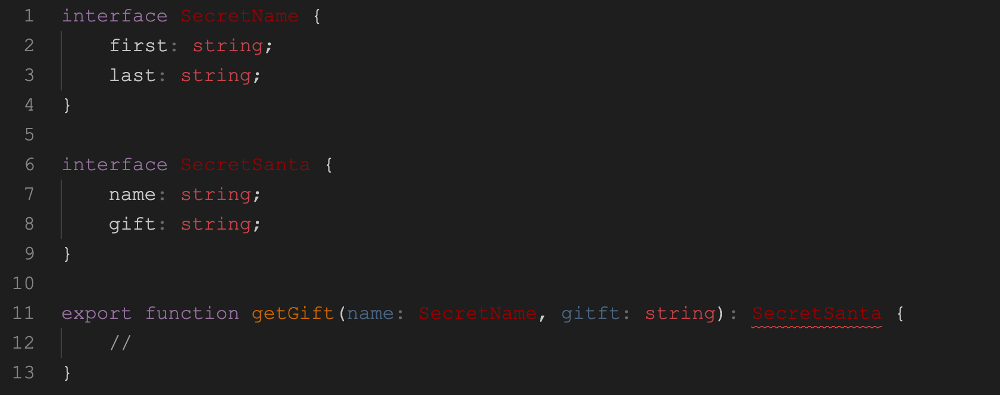 1 interface SecretName {
2 first: string;
3 last: string;
4 }
5
6 interface SecretSanta {
7 name: string;
8 gift: string;
9 }
10
11 export function getGift(name: SecretName, gitft: string): SecretSanta {
12 //
13 }